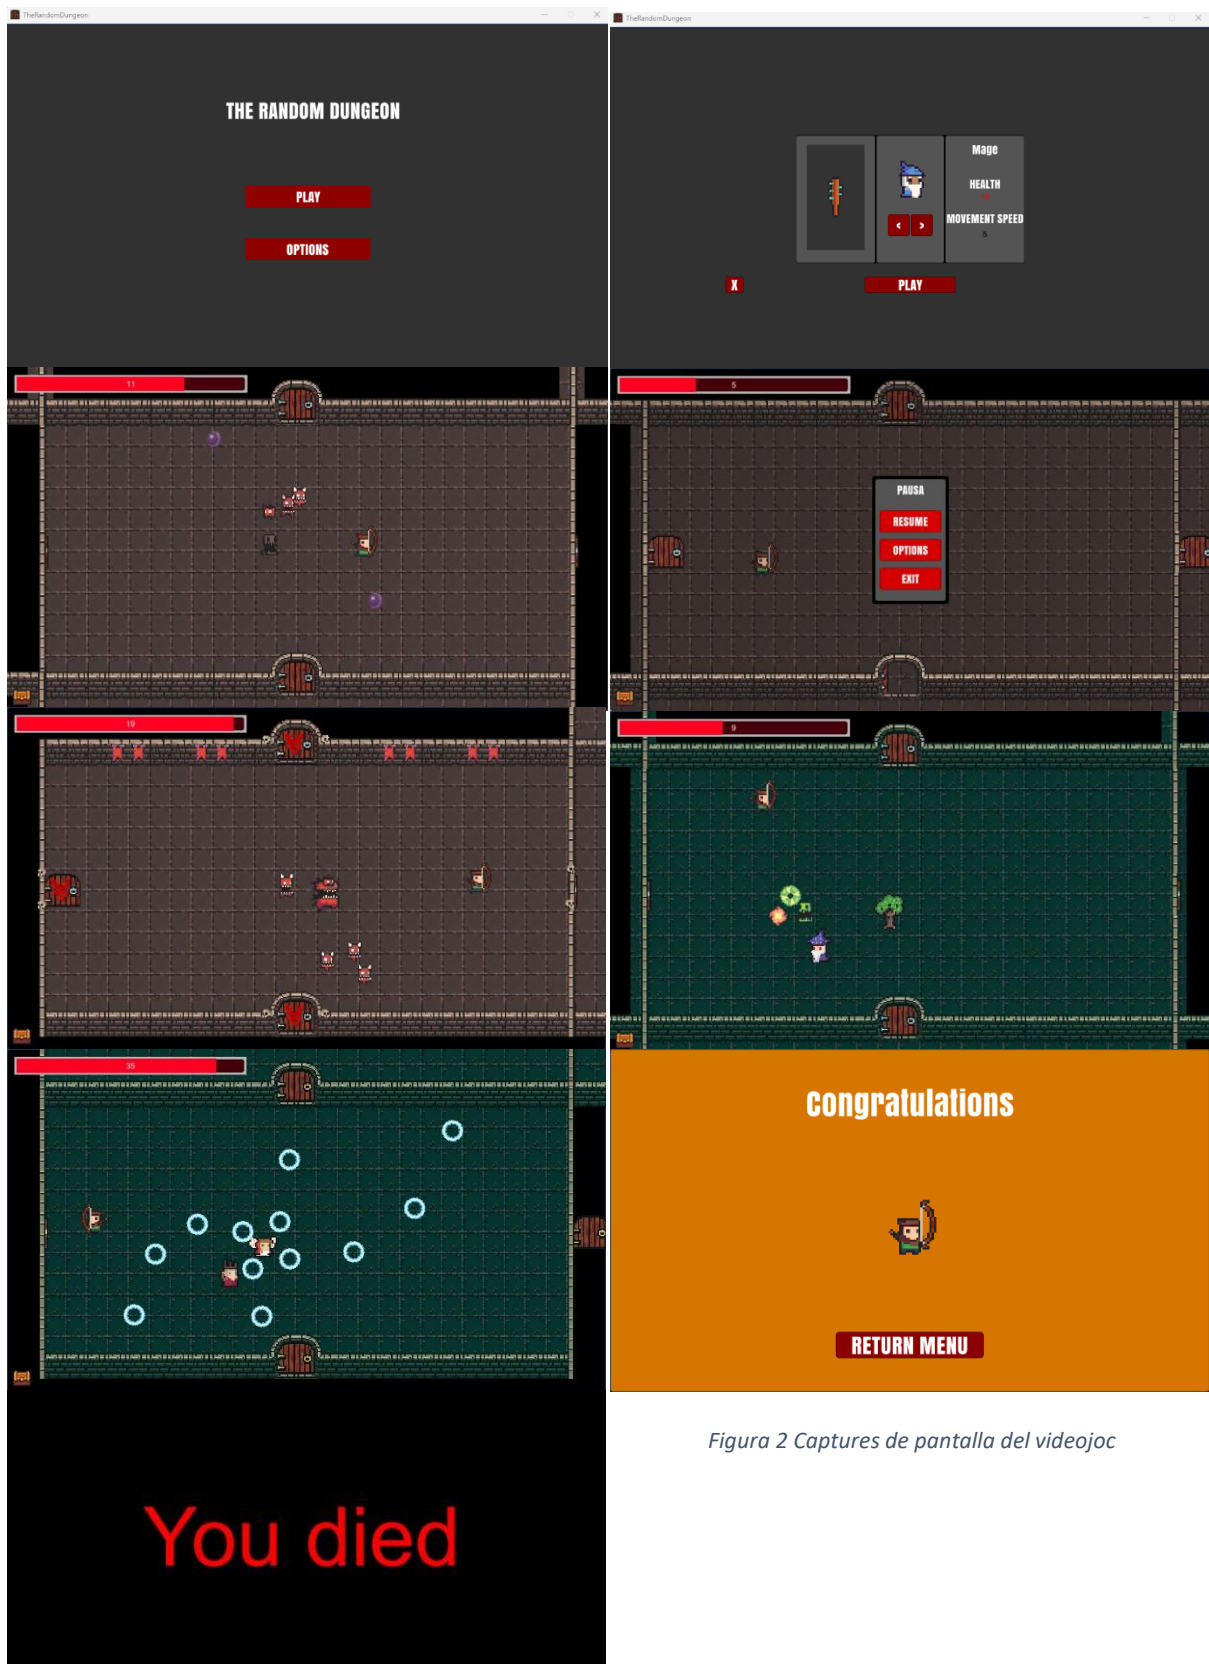 TheRandomDungeon
THE RANDOM DUNGEON
PLAY
OPTIONS
TheRandomDungeon
Mage
HEALTH
MOVEMENT SPEED
5
< >
X
PLAY
11
5
PAUSA
RESUME
OPTIONS
EXIT
19
9
35
Congratulations
RETURN MENU
Figura 2 Captures de pantalla del videojoc
You died